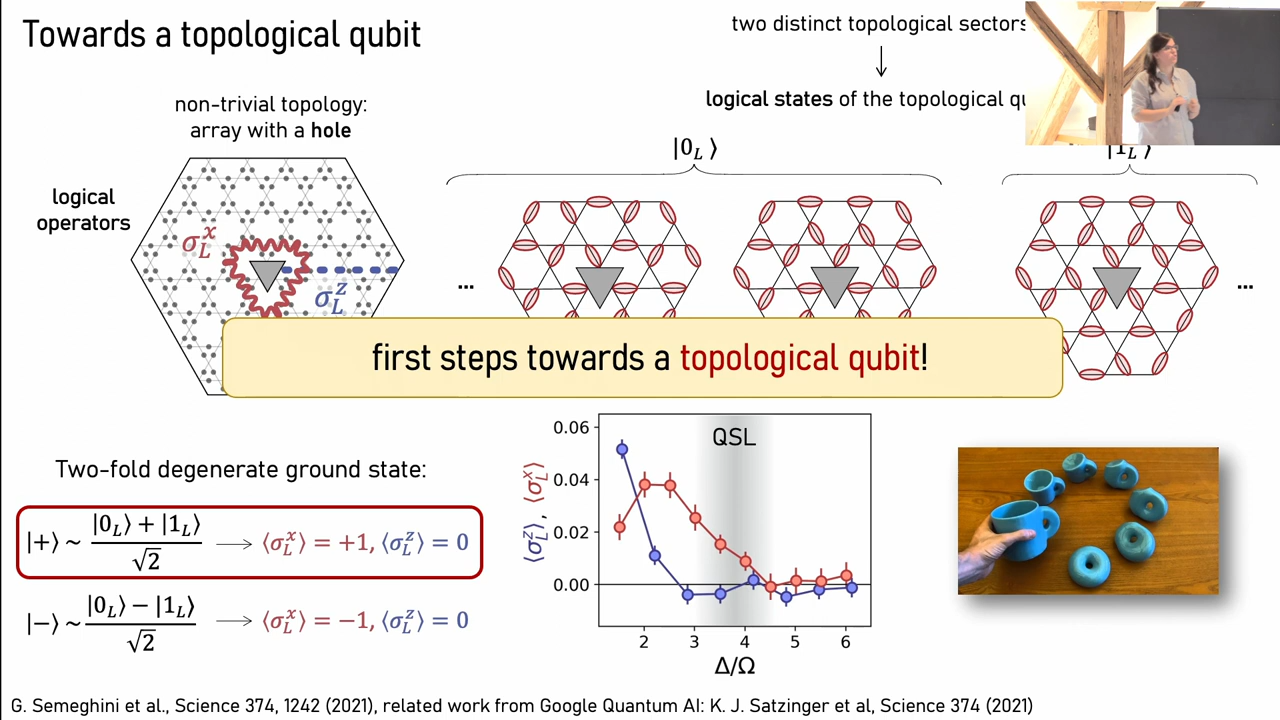 Towards a topological qubit
two distinct topological sectors
logical states of the topological
non-trivial topology:
array with a hole
|0_L⟩
|1_L⟩
logical
operators
σ_L^x
σ_L^z
...
...
first steps towards a topological qubit!
Two-fold degenerate ground state:
|+⟩ ~ (|0_L⟩ + |1_L⟩)/√2 ⟶ ⟨σ_L^x⟩ = +1, ⟨σ_L^z⟩ = 0
|−⟩ ~ (|0_L⟩ − |1_L⟩)/√2 ⟶ ⟨σ_L^x⟩ = −1, ⟨σ_L^z⟩ = 0
QSL
⟨σ_L^z⟩, ⟨σ_L^x⟩
0.06
0.04
0.02
0.00
2 3 4 5 6
Δ/Ω
G. Semeghini et al., Science 374, 1242 (2021), related work from Google Quantum AI: K. J. Satzinger et al, Science 374 (2021)